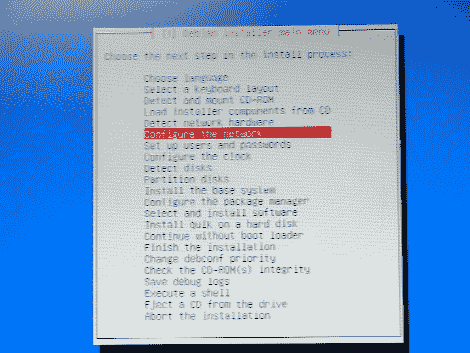 [!] Debian installer main menu
Choose the next step in the install process:
Choose language
Select a keyboard layout
Detect and mount CD-ROM
Load installer components from CD
Detect network hardware
Configure the network
Set up users and passwords
Configure the clock
Detect disks
Partition disks
Install the base system
Configure the package manager
Select and install software
Install quik on a hard disk
Continue without boot loader
Finish the installation
Change debconf priority
Check the CD-ROM(s) integrity
Save debug logs
Execute a shell
Eject a CD from the drive
Abort the installation